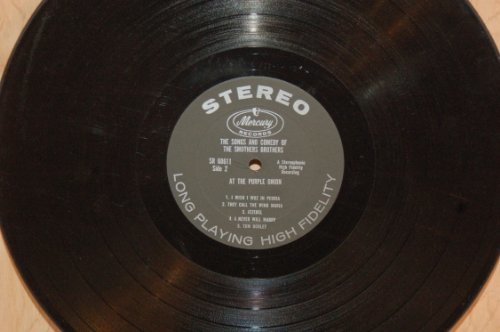 STEREO
Mercury
RECORDS
THE SONGS AND COMEDY OF
THE SMOTHERS BROTHERS
SR 60611
Side 2
A Stereophonic
High Fidelity
Recording
AT THE PURPLE ONION
1. I WISH I WUZ IN PEORIA
2. THEY CALL THE WIND MARIA
3. JEZEBEL
4. I NEVER WILL MARRY
5. TOM DOOLEY
LONG PLAYING HIGH FIDELITY